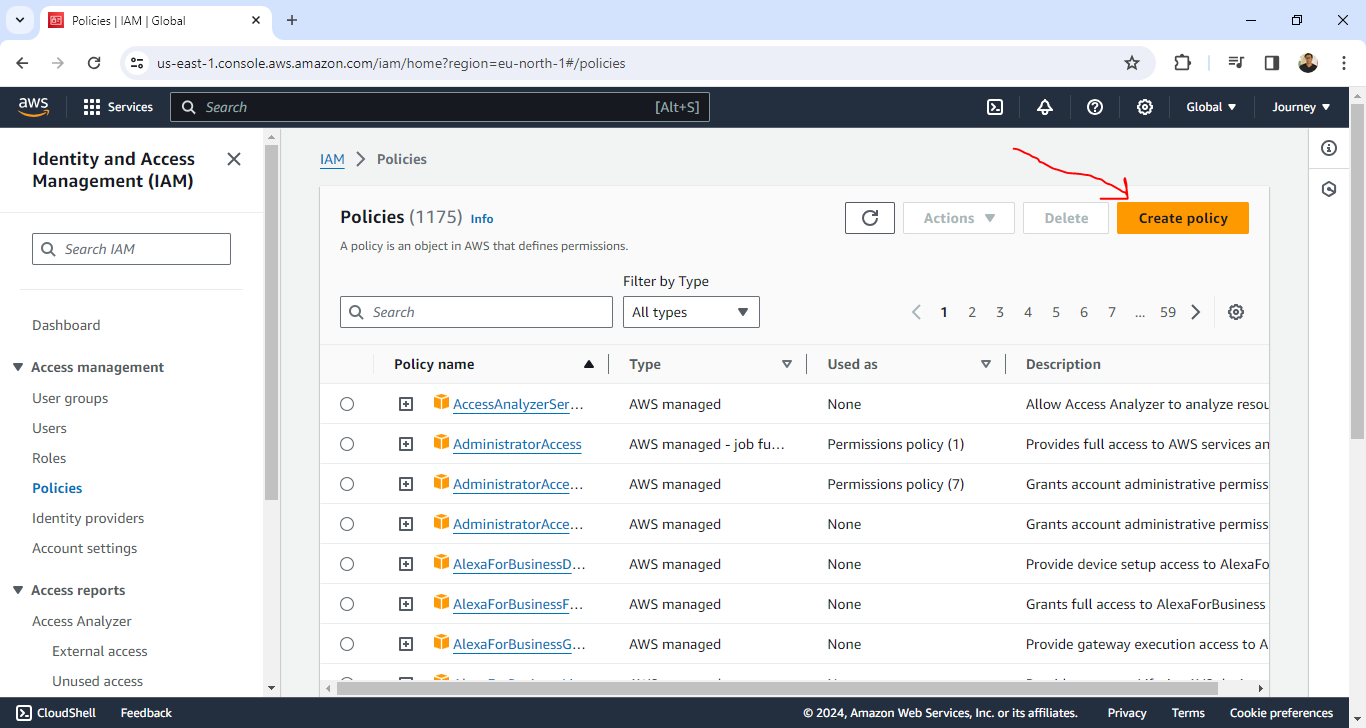 Policies | IAM | Global
us-east-1.console.aws.amazon.com/iam/home?region=eu-north-1#/policies
aws Services Search [Alt+S] Global Journey
Identity and Access
Management (IAM)
Search IAM
Dashboard
Access management
User groups
Users
Roles
Policies
Identity providers
Account settings
Access reports
Access Analyzer
External access
Unused access
IAM Policies
Policies (1175) Info
Actions Delete Create policy
A policy is an object in AWS that defines permissions.
Filter by Type
Search All types 1 2 3 4 5 6 7 ... 59
Policy name Type Used as Description
AccessAnalyzerSer... AWS managed None Allow Access Analyzer to analyze resou
AdministratorAccess AWS managed - job fu... Permissions policy (1) Provides full access to AWS services an
AdministratorAcce... AWS managed Permissions policy (7) Grants account administrative permiss
AdministratorAcce... AWS managed None Grants account administrative permiss
AlexaForBusinessD... AWS managed None Provide device setup access to AlexaFo
AlexaForBusinessF... AWS managed None Grants full access to AlexaForBusiness
AlexaForBusinessG... AWS managed None Provide gateway execution access to A
CloudShell Feedback © 2024, Amazon Web Services, Inc. or its affiliates. Privacy Terms Cookie preferences